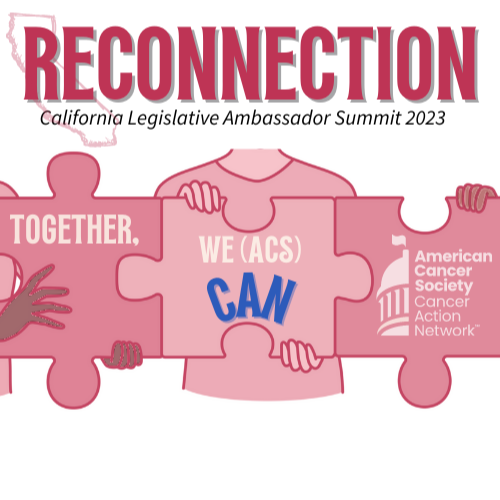 RECONNECTION
California Legislative Ambassador Summit 2023
TOGETHER,
WE (ACS)
CAN
American
Cancer
Society
Cancer
Action
Network™